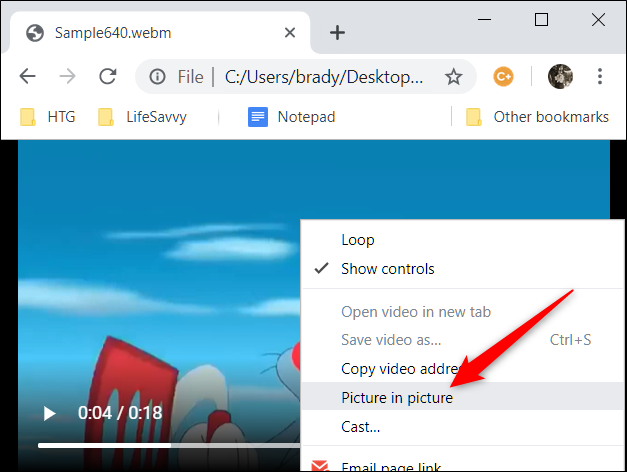 Sample640.webm
File | C:/Users/brady/Desktop...
HTG LifeSavvy Notepad Other bookmarks
Loop
Show controls
Open video in new tab
Save video as... Ctrl+S
Copy video addre
Picture in picture
Cast...
Email page link
0:04 / 0:18